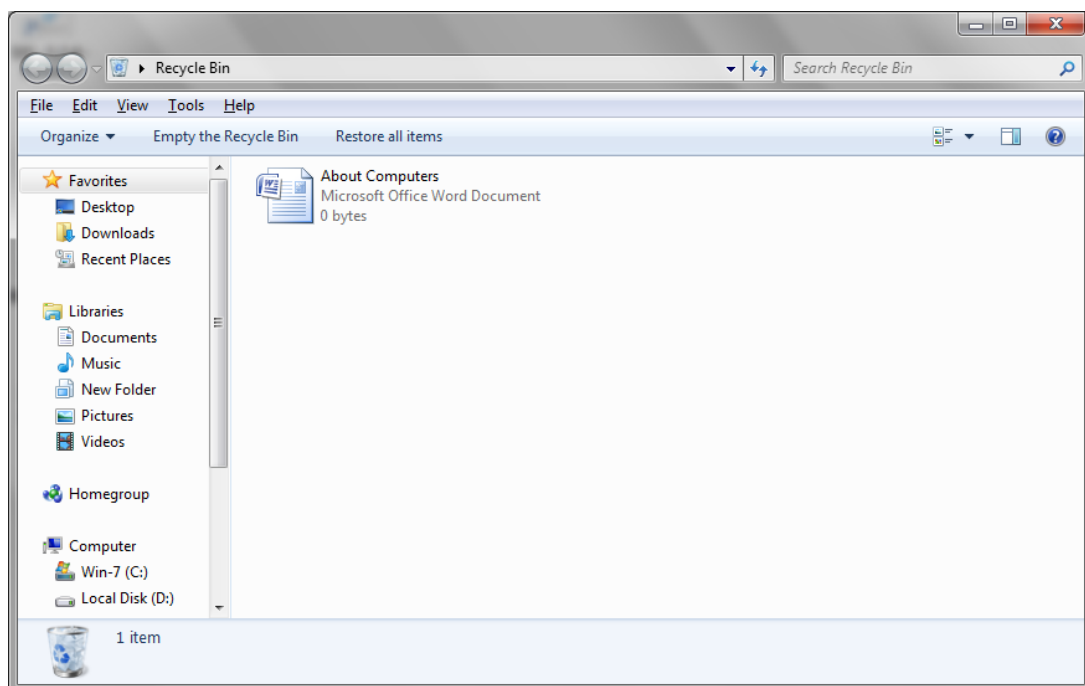 Recycle Bin
Search Recycle Bin
File Edit View Tools Help
Organize Empty the Recycle Bin Restore all items
Favorites
Desktop
Downloads
Recent Places
Libraries
Documents
Music
New Folder
Pictures
Videos
Homegroup
Computer
Win-7 (C:)
Local Disk (D:)
About Computers
Microsoft Office Word Document
0 bytes
1 item